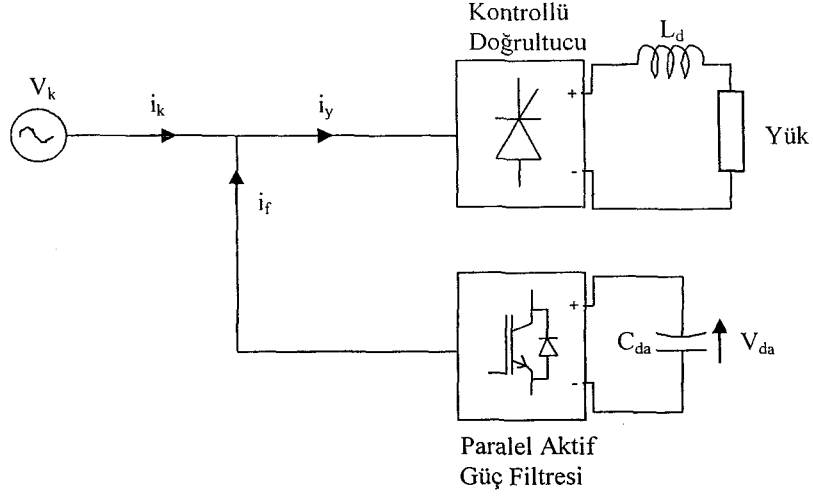 Kontrollü
Doğrultucu
L_d
V_k
i_k
i_y
+
-
Yük
i_f
+
-
C_da
V_da
Paralel Aktif
Güç Filtresi